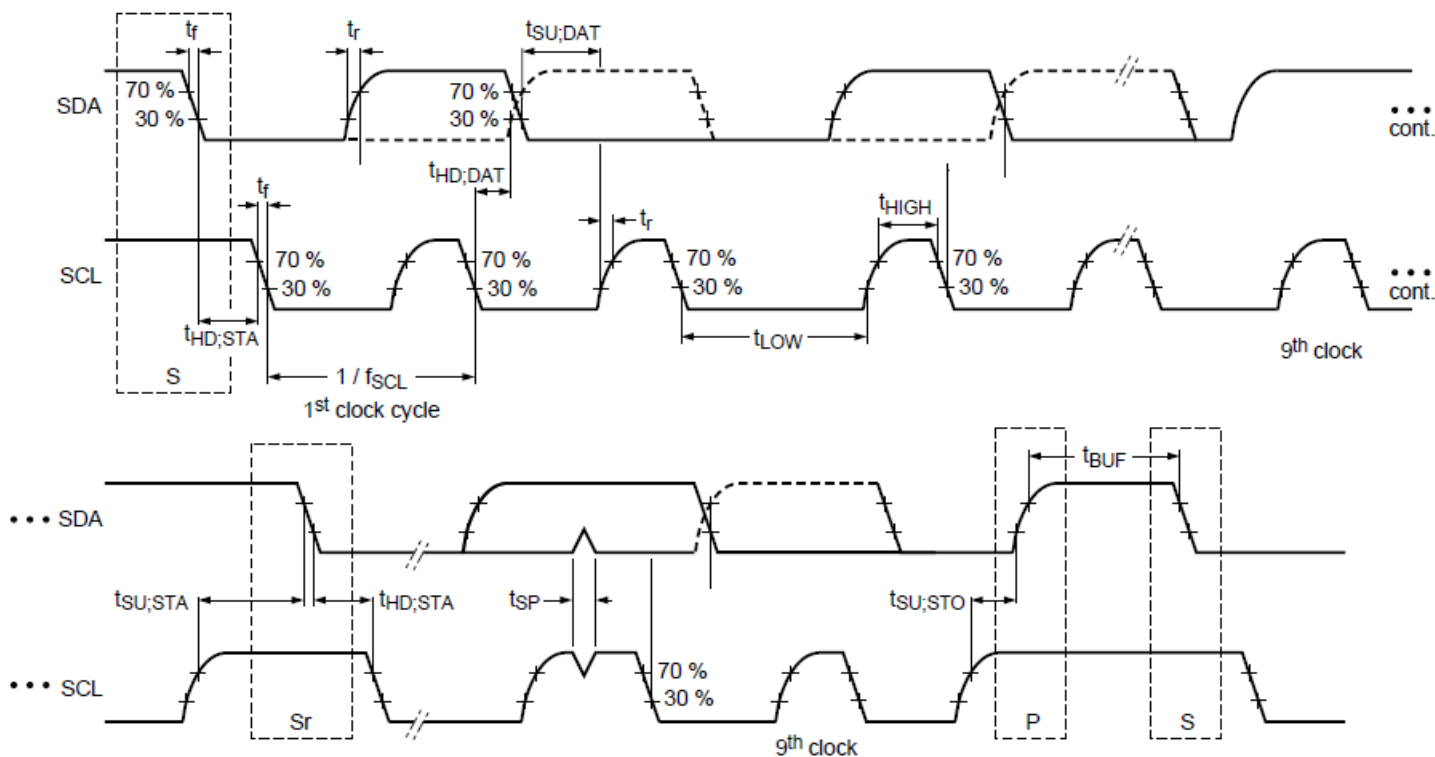 tf
tr
tSU;DAT
SDA
70 %
30 %
70 %
30 %
cont.
tHD;DAT
tf
tr
tHIGH
SCL
70 %
30 %
70 %
30 %
70 %
30 %
70 %
30 %
cont.
tHD;STA
tLOW
9th clock
S
1 / fSCL
1st clock cycle
tBUF
SDA
tSU;STA
tHD;STA
tSP
tSU;STO
SCL
70 %
30 %
Sr
P
S
9th clock